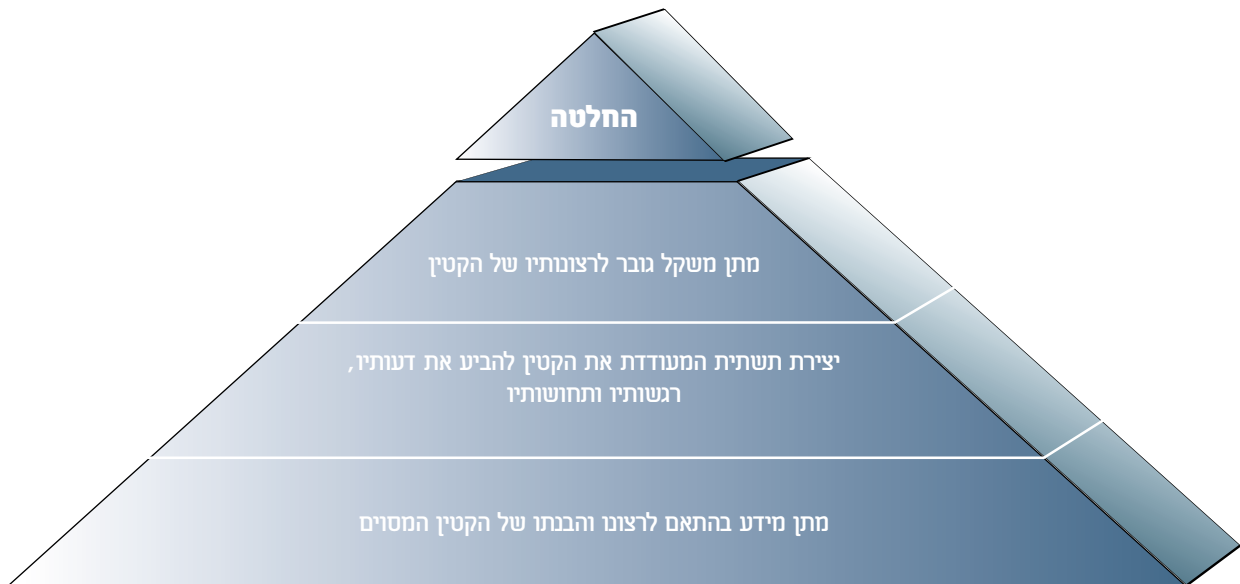 החלטה
מתן משקל גובר לרצונותיו של הקטין
יצירת תשתית המעודדת את הקטין להביע את דעותיו,
רגשותיו ותחושותיו
מתן מידע בהתאם לרצונו והבנתו של הקטין המסוים